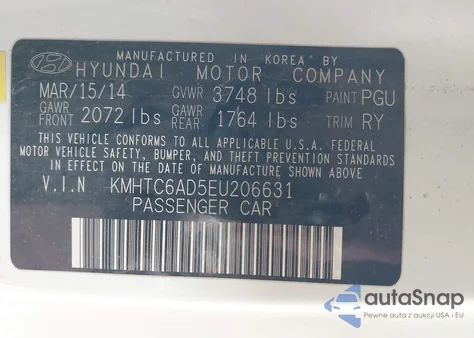 MANUFACTURED IN KOREA BY
HYUNDAI MOTOR COMPANY
MAR/15/14 GVWR 3748 lbs PAINT PGU
GAWR FRONT 2072 lbs GAWR REAR 1764 lbs TRIM RY
THIS VEHICLE CONFORMS TO ALL APPLICABLE U.S.A. FEDERAL
MOTOR VEHICLE SAFETY, BUMPER, AND THEFT PREVENTION STANDARDS
IN EFFECT ON THE DATE OF MANUFACTURE SHOWN ABOVE.
V.I.N KMHTC6AD5EU206631
PASSENGER CAR
autoSnap
Pewne auta z aukcji USA i EU